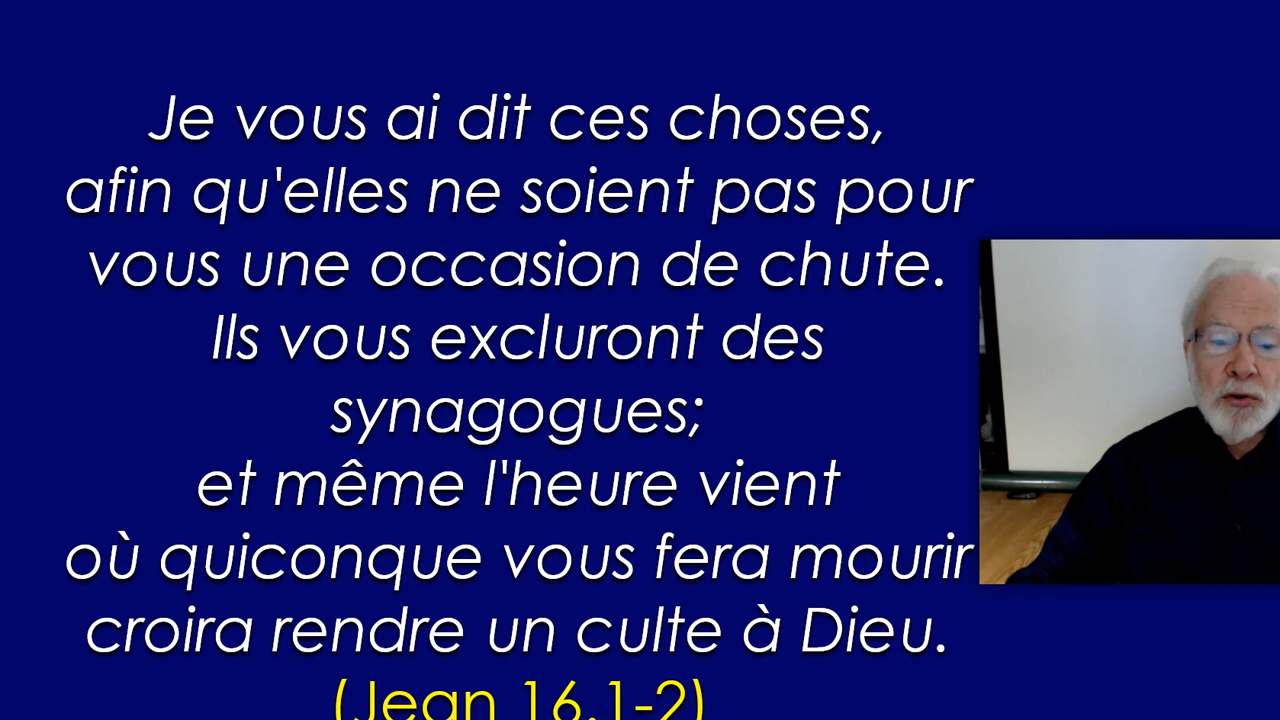 Je vous ai dit ces choses,
afin qu'elles ne soient pas pour
vous une occasion de chute.
Ils vous excluront des
synagogues;
et même l'heure vient
où quiconque vous fera mourir
croira rendre un culte à Dieu.
(Jean 16.1-2)